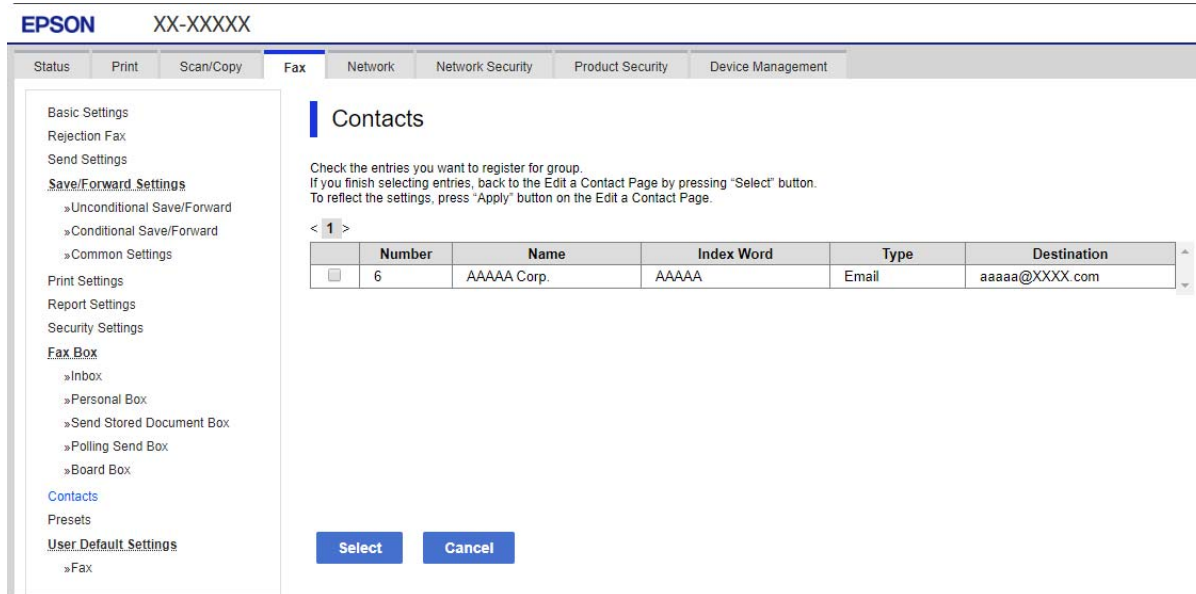 EPSON XX-XXXXX
Status Print Scan/Copy Fax Network Network Security Product Security Device Management
Basic Settings
Rejection Fax
Send Settings
Save/Forward Settings
»Unconditional Save/Forward
»Conditional Save/Forward
»Common Settings
Print Settings
Report Settings
Security Settings
Fax Box
»Inbox
»Personal Box
»Send Stored Document Box
»Polling Send Box
»Board Box
Contacts
Presets
User Default Settings
»Fax
Contacts
Check the entries you want to register for group.
If you finish selecting entries, back to the Edit a Contact Page by pressing “Select” button.
To reflect the settings, press “Apply” button on the Edit a Contact Page.
< 1 >
Number Name Index Word Type Destination
6 AAAAA Corp. AAAAA Email aaaaa@XXXX.com
Select Cancel